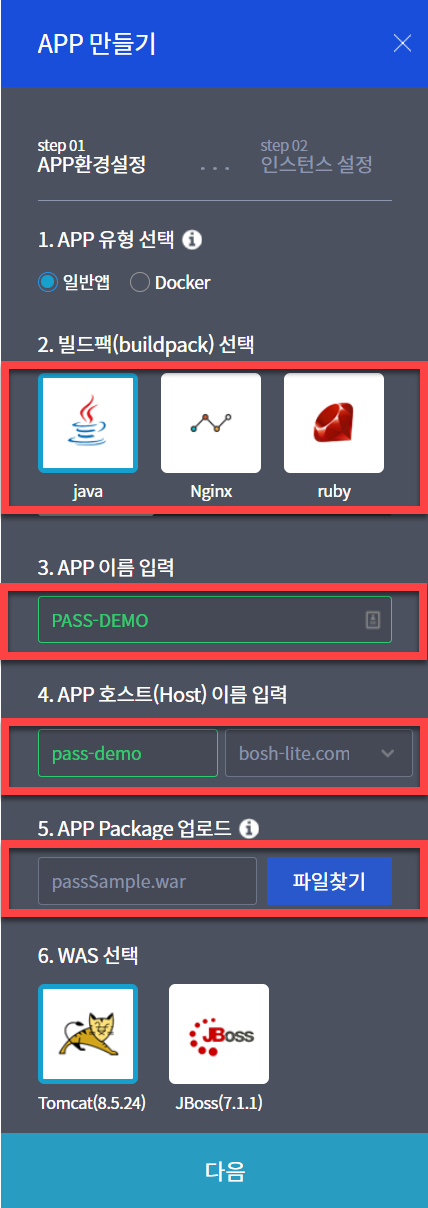 APP 만들기
step 01
APP환경설정
...
step 02
인스턴스 설정
1. APP 유형 선택
일반앱
Docker
2. 빌드팩(buildpack) 선택
java
Nginx
ruby
3. APP 이름 입력
PASS-DEMO
4. APP 호스트(Host) 이름 입력
pass-demo
bosh-lite.com
5. APP Package 업로드
passSample.war
파일찾기
6. WAS 선택
JBoss
Tomcat(8.5.24)
JBoss(7.1.1)
다음